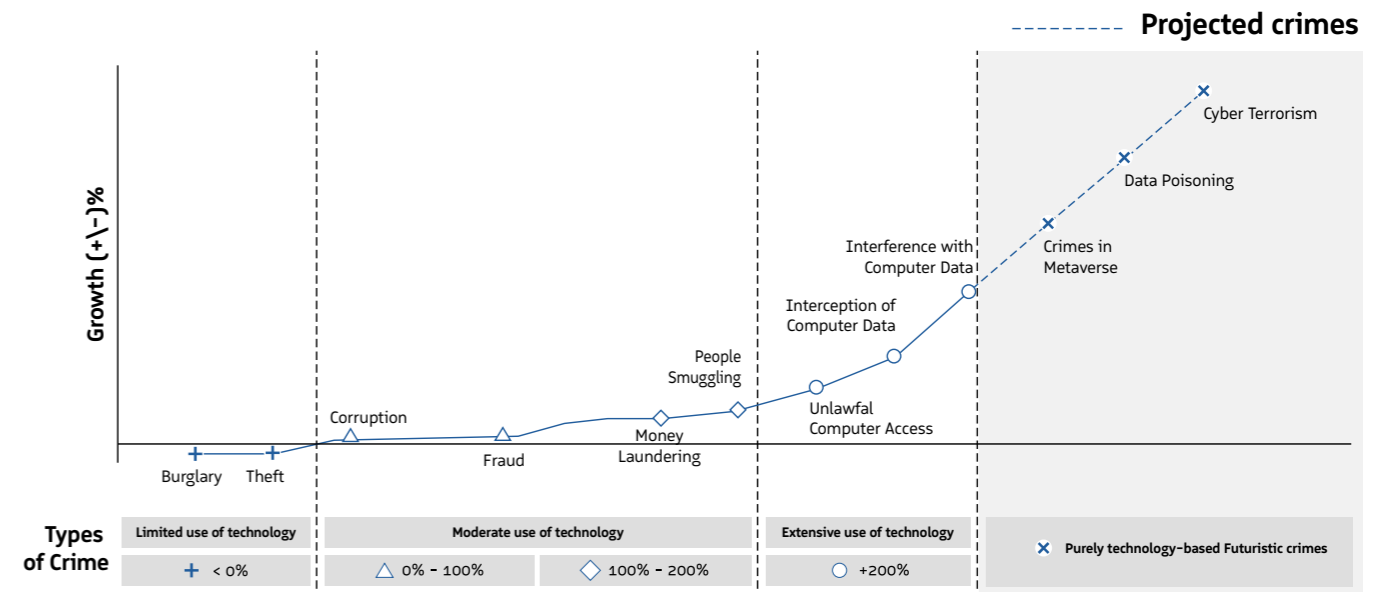 Projected crimes
Growth (+\-)%
Cyber Terrorism
Data Poisoning
Crimes in
Metaverse
Interference with
Computer Data
Interception of
Computer Data
Unlawfal
Computer Access
People
Smuggling
Money
Laundering
Corruption
Fraud
Burglary
Theft
Types
of Crime
Limited use of technology
Moderate use of technology
Extensive use of technology
Purely technology-based Futuristic crimes
< 0%
0% - 100%
100% - 200%
+200%